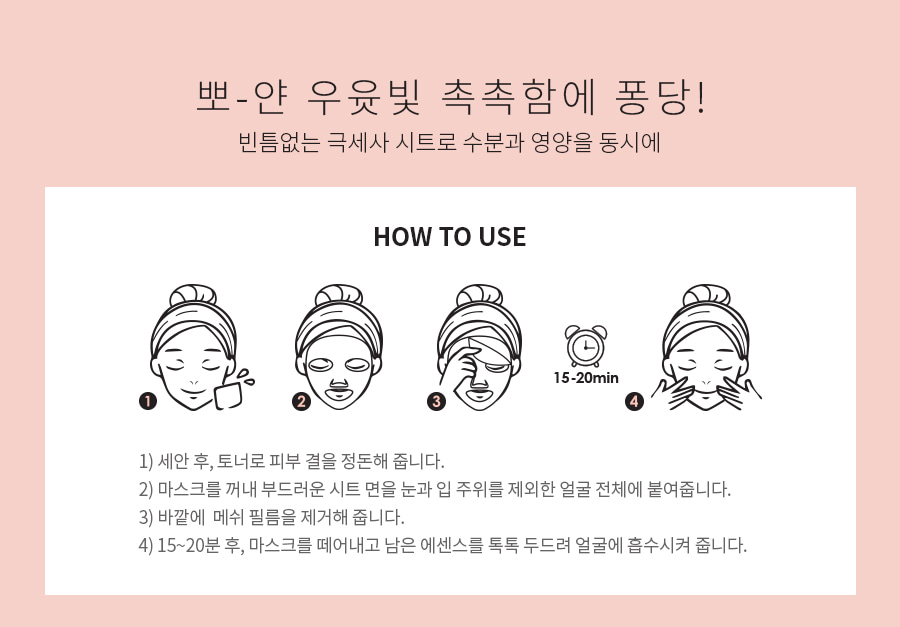 뽀-얀 우윳빛 촉촉함에 퐁당!
빈틈없는 극세사 시트로 수분과 영양을 동시에
HOW TO USE
15-20min
1
2
3
4
1) 세안 후, 토너로 피부 결을 정돈해 줍니다.
2) 마스크를 꺼내 부드러운 시트 면을 눈과 입 주위를 제외한 얼굴 전체에 붙여줍니다.
3) 바깥에 메쉬 필름을 제거해 줍니다.
4) 15~20분 후, 마스크를 떼어내고 남은 에센스를 톡톡 두드려 얼굴에 흡수시켜 줍니다.